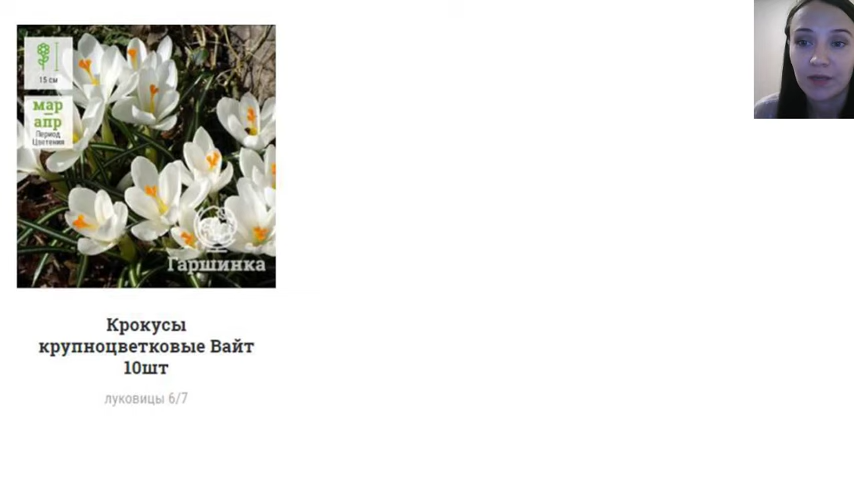 15 см
мар
апр
Период
Цветения
Гаршинка
Крокусы
крупноцветковые Вайт
10шт
луковицы 6/7